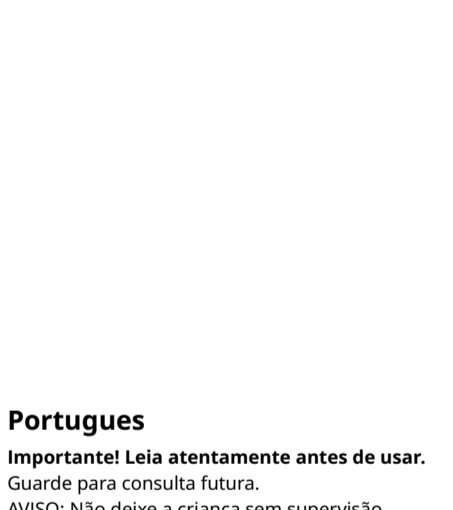 Portugues
Importante! Leia atentamente antes de usar.
Guarde para consulta futura.
AVISO: Não deixe a criança sem supervisão